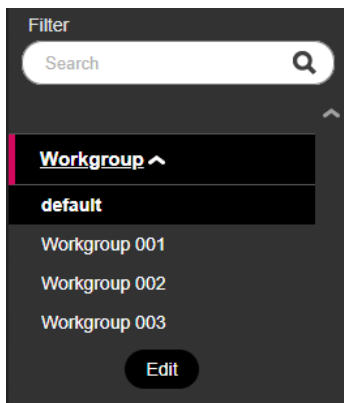 Filter
Search
Workgroup
default
Workgroup 001
Workgroup 002
Workgroup 003
Edit